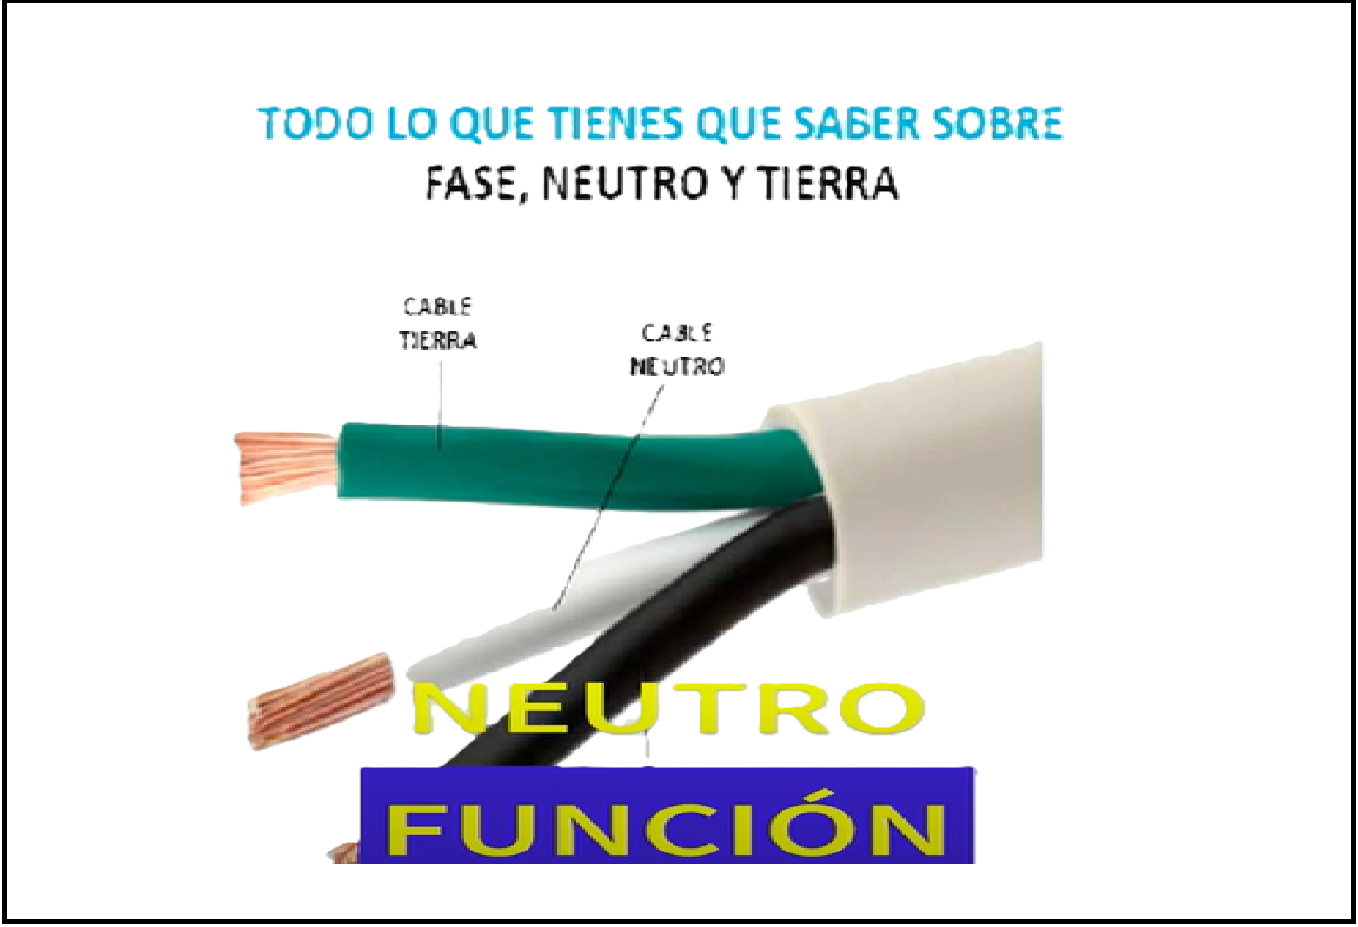 TODO LO QUE TIENES QUE SABER SOBRE
FASE, NEUTRO Y TIERRA
CABLE
TIERRA
CABLE
NEUTRO
NEUTRO
FUNCIÓN